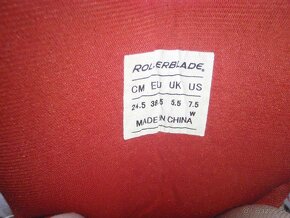 ROLLERBLADE.
CM EU UK US
24.5 38.5 5.5 7.5
W
MADE IN CHINA